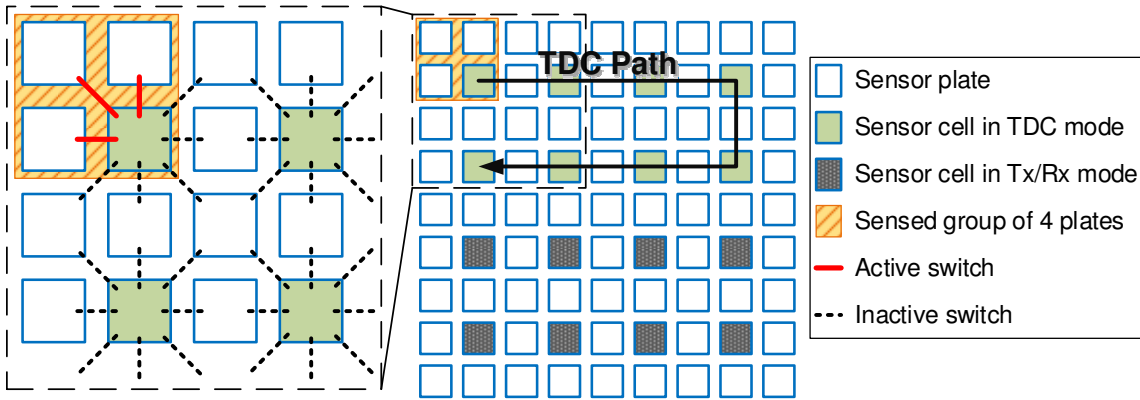 TDC Path
Sensor plate
Sensor cell in TDC mode
Sensor cell in Tx/Rx mode
Sensed group of 4 plates
Active switch
Inactive switch